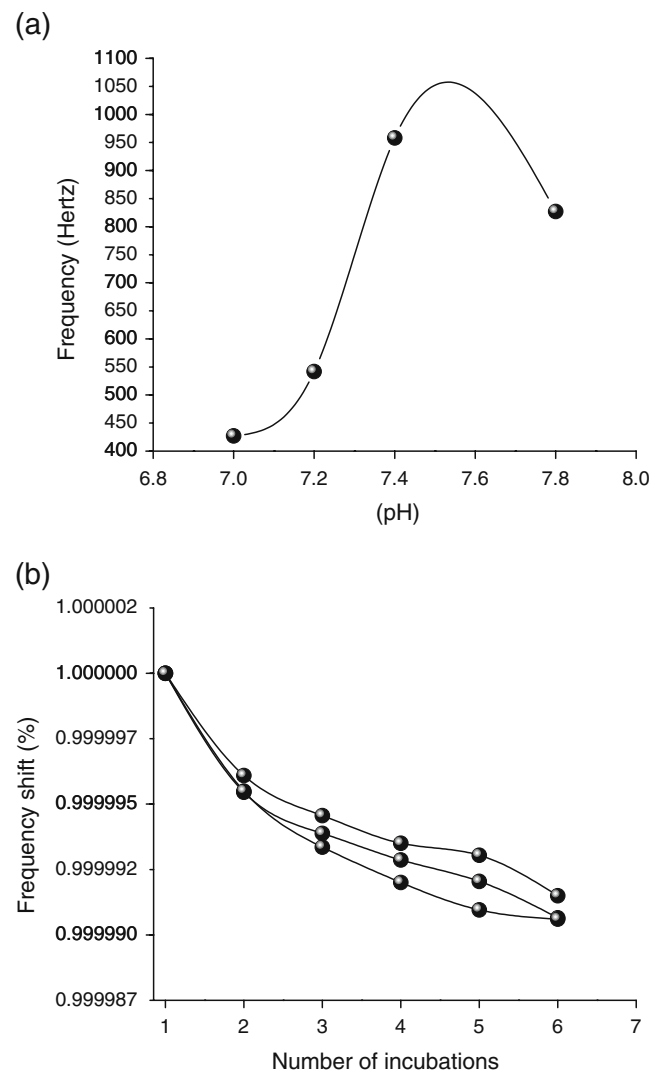 (a)
1100
1050
1000
950
900
850
800
750
700
650
600
550
500
450
400
Frequency (Hertz)
6.8 7.0 7.2 7.4 7.6 7.8 8.0
(pH)
(b)
1.000002
1.000000
0.999997
0.999995
0.999992
0.999990
0.999987
Frequency shift (%)
1 2 3 4 5 6 7
Number of incubations